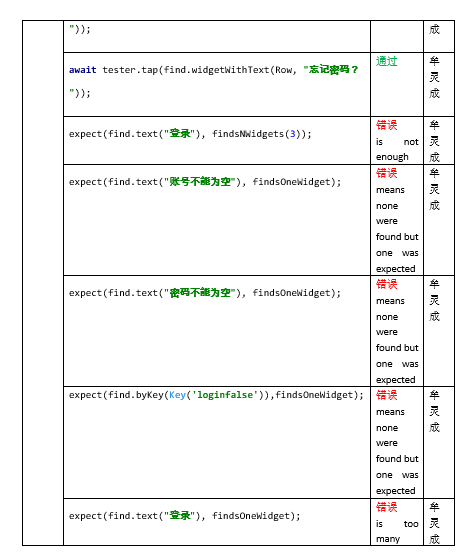 "));
成
await tester.tap(find.widgetWithText(Row, "忘记密码？
"));
通过
牟
灵
成
expect(find.text("登录"), findsNWidgets(3));
错误
is not
enough
牟
灵
成
expect(find.text("账号不能为空"), findsOneWidget);
错误
means
none
were
found but
one was
expected
牟
灵
成
expect(find.text("密码不能为空"), findsOneWidget);
错误
means
none
were
found but
one was
expected
牟
灵
成
expect(find.byKey(Key('loginfalse')),findsOneWidget);
错误
means
none
were
found but
one was
expected
牟
灵
成
expect(find.text("登录"), findsOneWidget);
错误
is too
many
牟
灵
成